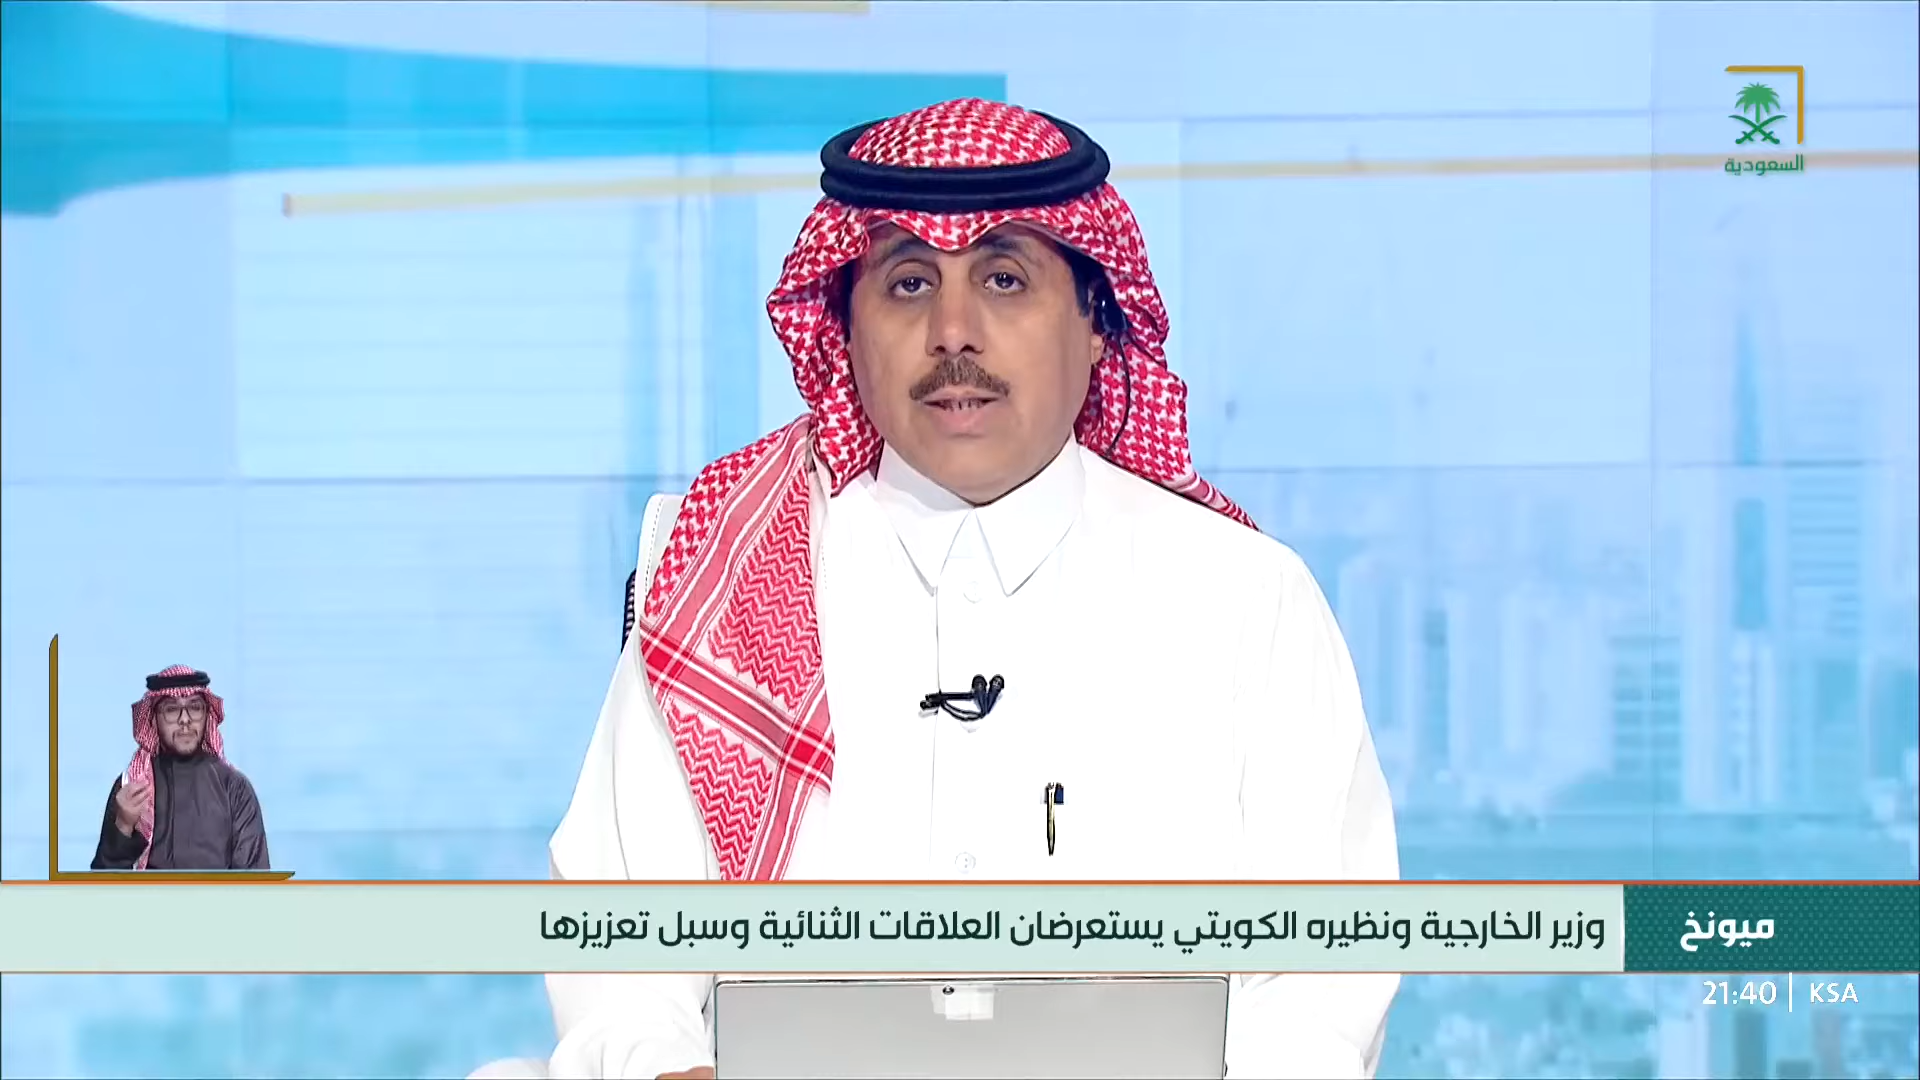 السعودية
ميونخ
وزير الخارجية ونظيره الكويتي يستعرضان العلاقات الثنائية وسبل تعزيزها
21:40 | KSA